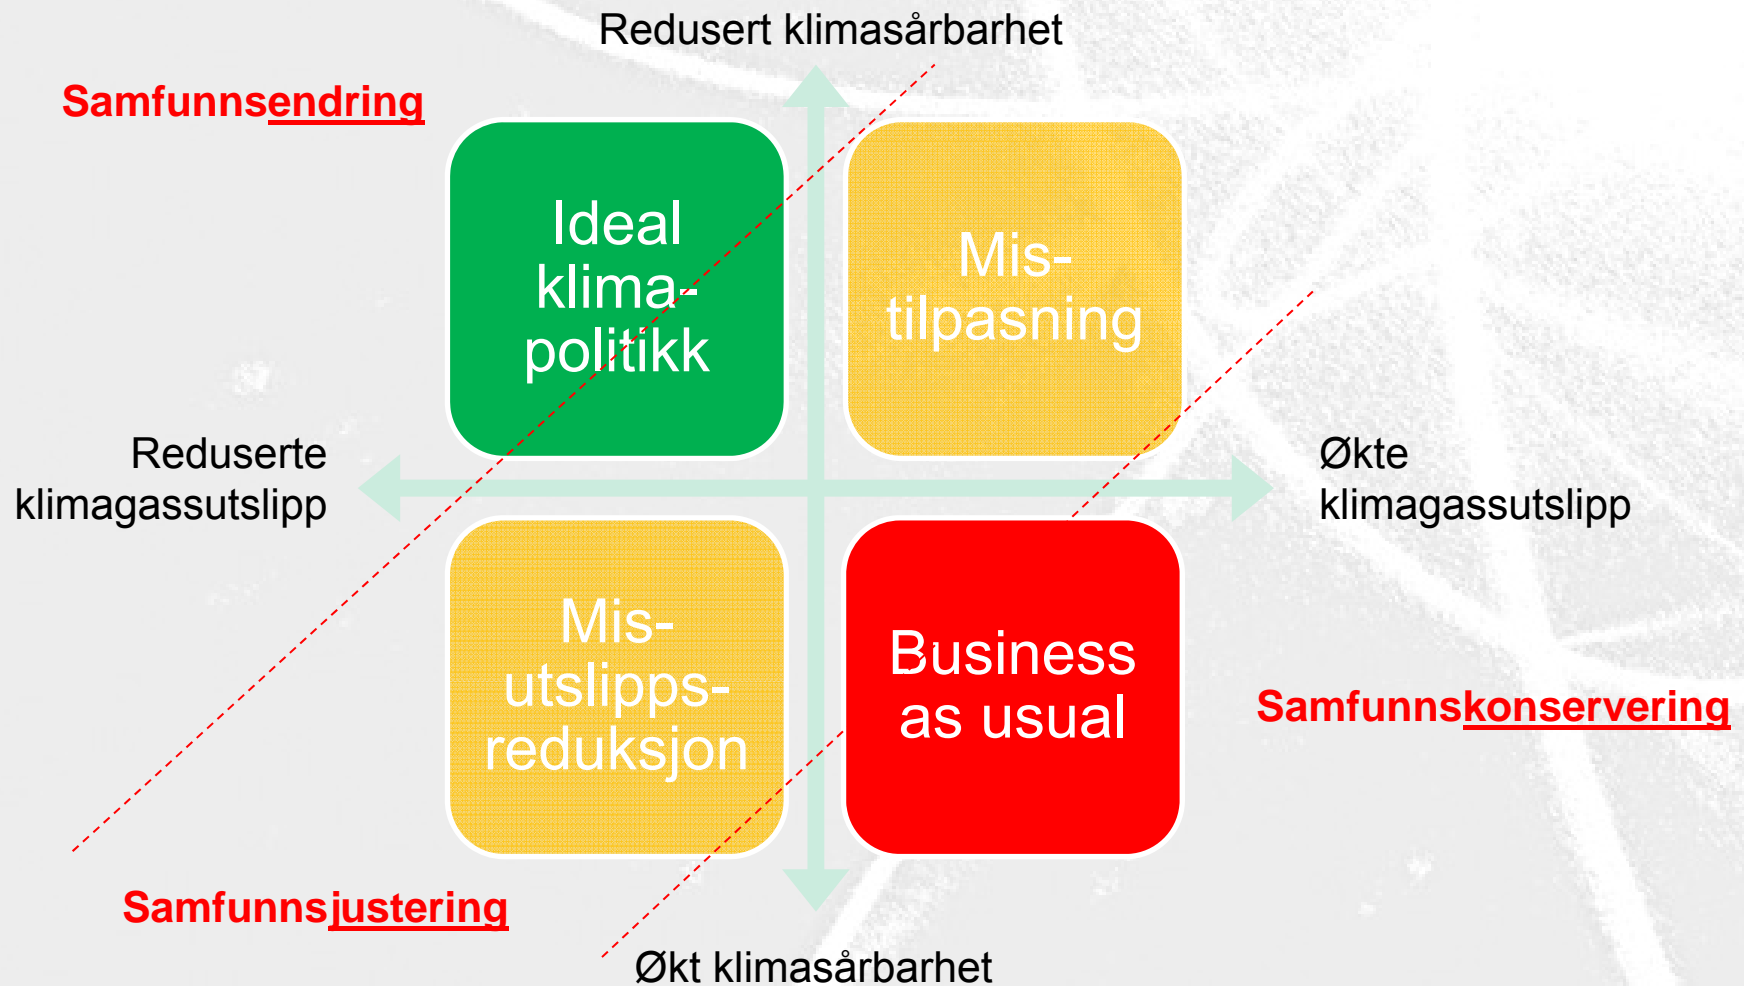 Redusert klimasårbarhet
Samfunnsendring
Ideal
klima-
politikk
Mis-
tilpasning
Reduserte
klimagassutslipp
Økte
klimagassutslipp
Mis-
utslipps-
reduksjon
Business
as usual
Samfunnskonservering
Samfunnsjustering
Økt klimasårbarhet